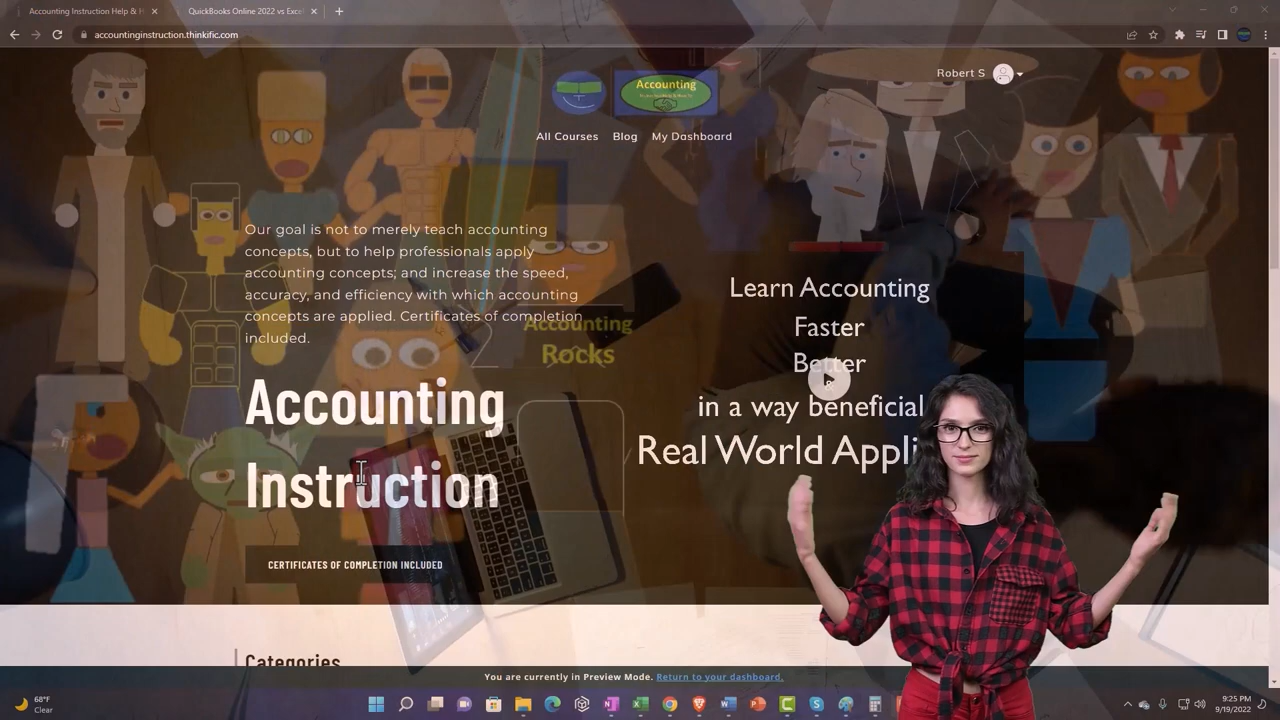 Accounting Instruction Help & H
QuickBooks Online 2022 vs Exce
accountinginstruction.thinkific.com
Robert S
Accounting
All Courses
Blog
My Dashboard
Our goal is not to merely teach accounting
concepts, but to help professionals apply
accounting concepts; and increase the speed,
accuracy, and efficiency with which accounting
concepts are applied. Certificates of completion
included.
Accounting
Rocks
Learn Accounting
Faster
Better
&
in a way beneficial
Real World Appli
Accounting
Instruction
CERTIFICATES OF COMPLETION INCLUDED
Categories
You are currently in Preview Mode. Return to your dashboard.
68°F
Clear
9:25 PM
9/19/2022